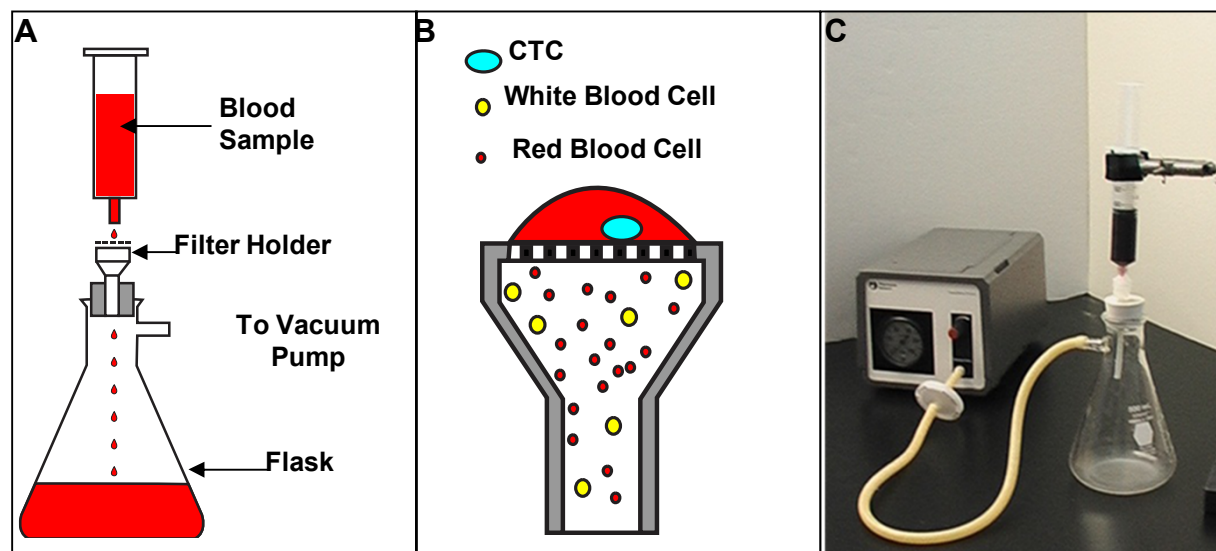 A
Blood
Sample
Filter Holder
To Vacuum
Pump
Flask
B
CTC
White Blood Cell
Red Blood Cell
C